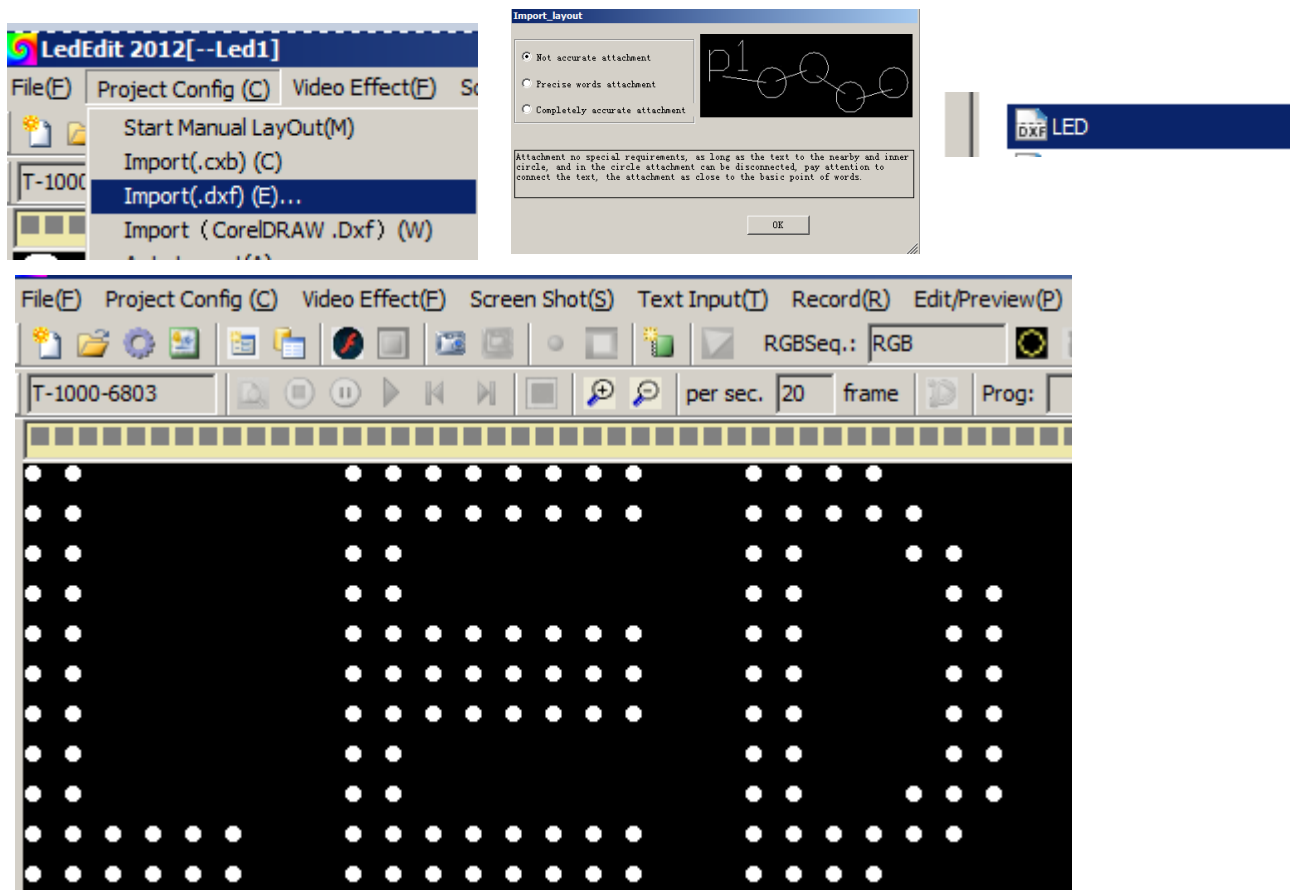 LedEdit 2012[--Led1]
File(F) Project Config (C) Video Effect(F) Sc
Start Manual LayOut(M)
Import(.cxb) (C)
T-1000
Import(.dxf) (E)...
Import（CorelDRAW .Dxf）(W)
Import_layout
Not accurate attachment
Precise words attachment
Completely accurate attachment
p1
Attachment no special requirements, as long as the text to the nearby and inner
circle, and in the circle attachment can be disconnected, pay attention to
connect the text, the attachment as close to the basic point of words.
OK
DXF LED
File(F) Project Config (C) Video Effect(F) Screen Shot(S) Text Input(T) Record(R) Edit/Preview(P)
RGBSeq.: RGB
T-1000-6803 per sec. 20 frame Prog:
LED